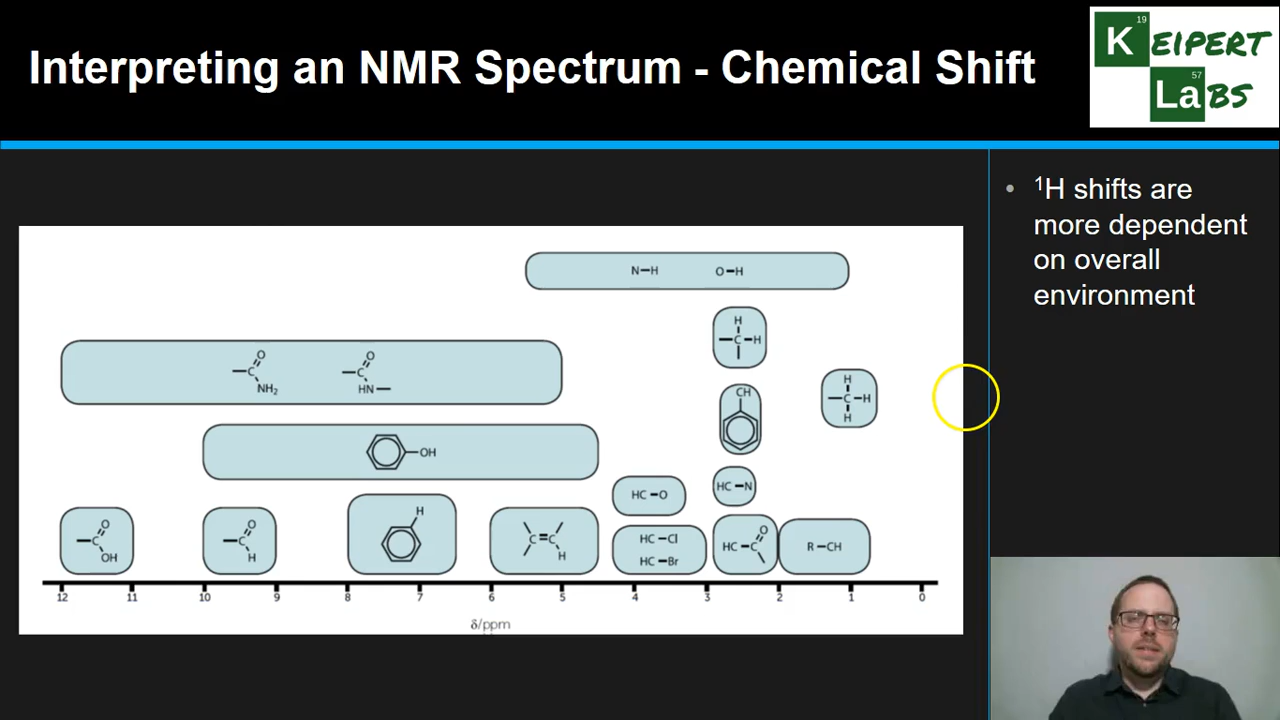 Interpreting an NMR Spectrum - Chemical Shift
19
K EIPERT
57
La BS
• ¹H shifts are
more dependent
on overall
environment
N–H O–H
H
–C–H
O
C
NH₂
O
C
HN–
H
–C–H
H
CH
OH
HC–O
HC–N
O
C
OH
O
C
H
H
C=C
H
HC–Cl
HC–Br
O
HC–C
R–CH
12 11 10 9 8 7 6 5 4 3 2 1 0
δ/ppm